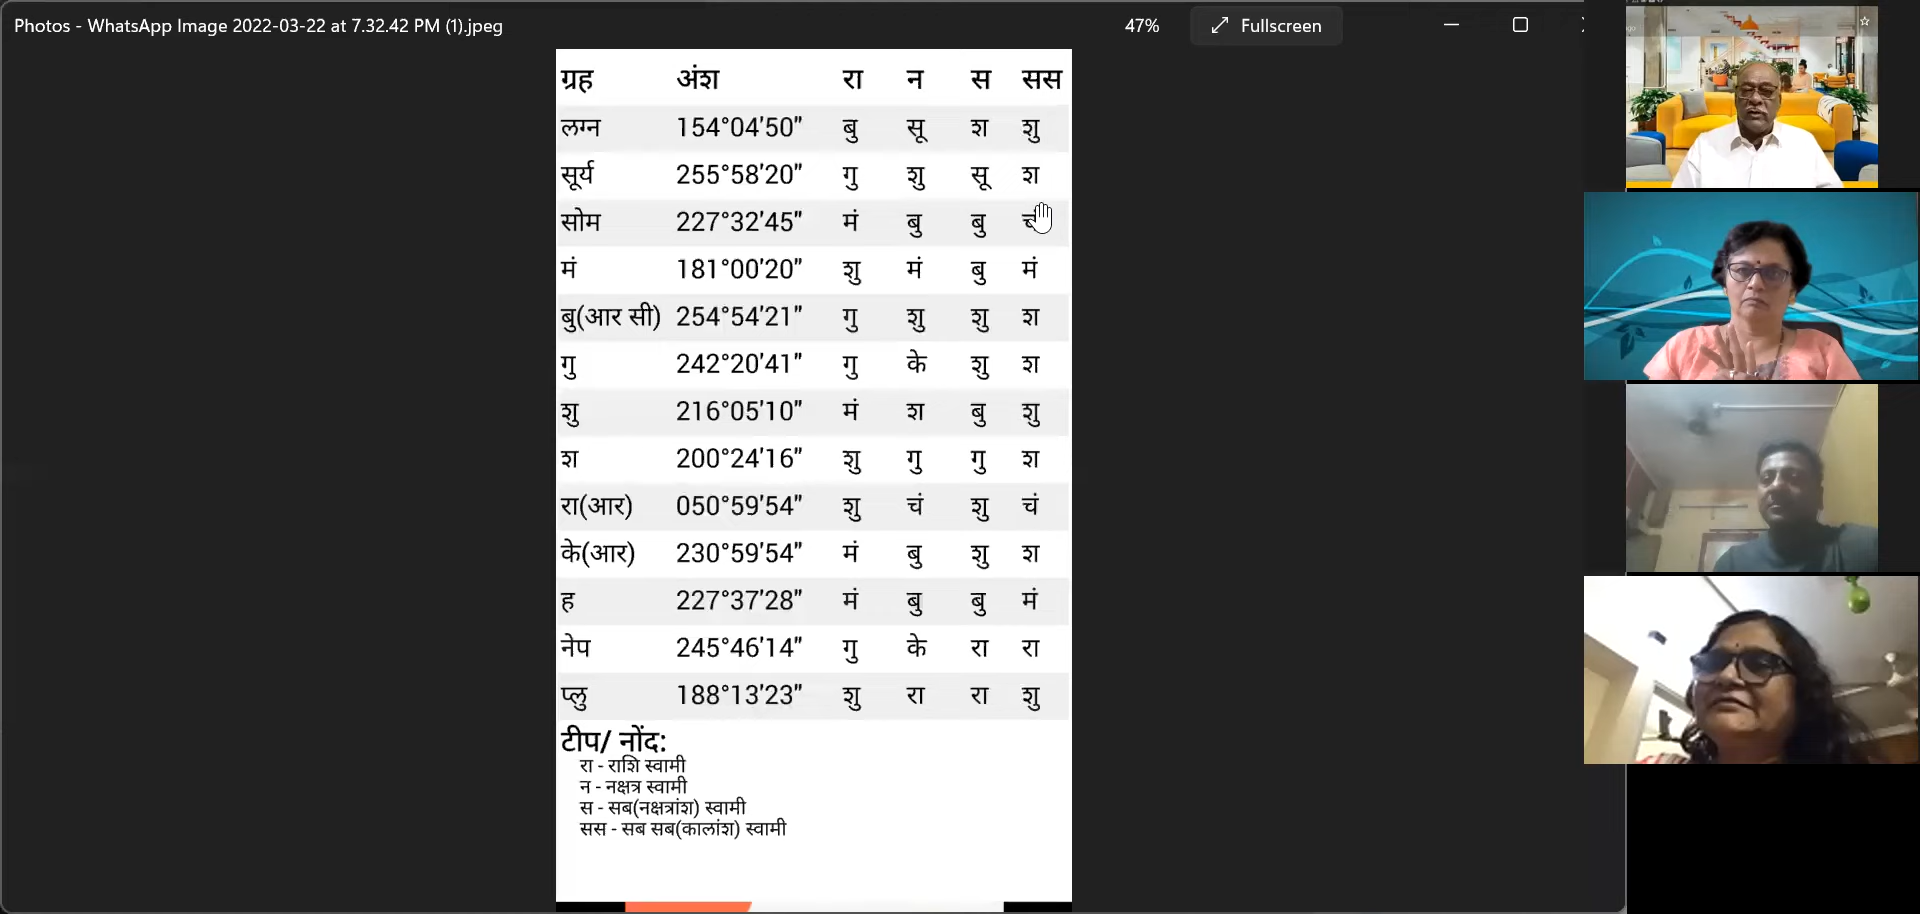 Photos - WhatsApp Image 2022-03-22 at 7.32.42 PM (1).jpeg 47% Fullscreen
ग्रह अंश रा न स सस
लग्न 154°04'50" बु सू श शु
सूर्य 255°58'20" गु शु सू श
सोम 227°32'45" मं बु बु
मं 181°00'20" शु मं बु मं
बु(आर सी) 254°54'21" गु शु शु श
गु 242°20'41" गु के शु श
शु 216°05'10" मं श बु शु
श 200°24'16" शु गु गु श
रा(आर) 050°59'54" शु चं शु चं
के(आर) 230°59'54" मं बु शु श
ह 227°37'28" मं बु बु मं
नेप 245°46'14" गु के रा रा
प्लु 188°13'23" शु रा रा शु
टीप/ नोंद:
रा - राशि स्वामी
न - नक्षत्र स्वामी
स - सब(नक्षत्रांश) स्वामी
सस - सब सब(कालांश) स्वामी